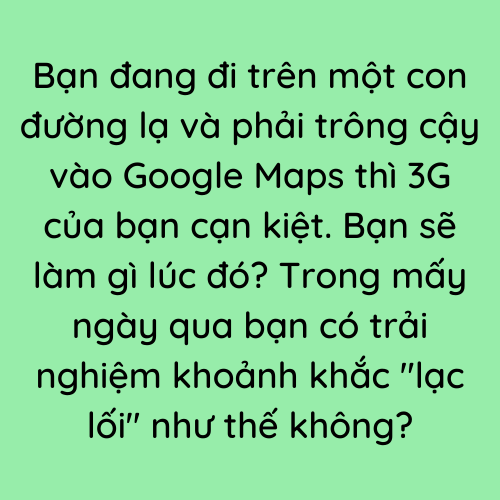 Bạn đang đi trên một con
đường lạ và phải trông cậy
vào Google Maps thì 3G
của bạn cạn kiệt. Bạn sẽ
làm gì lúc đó? Trong mấy
ngày qua bạn có trải
nghiệm khoảnh khắc "lạc
lối" như thế không?